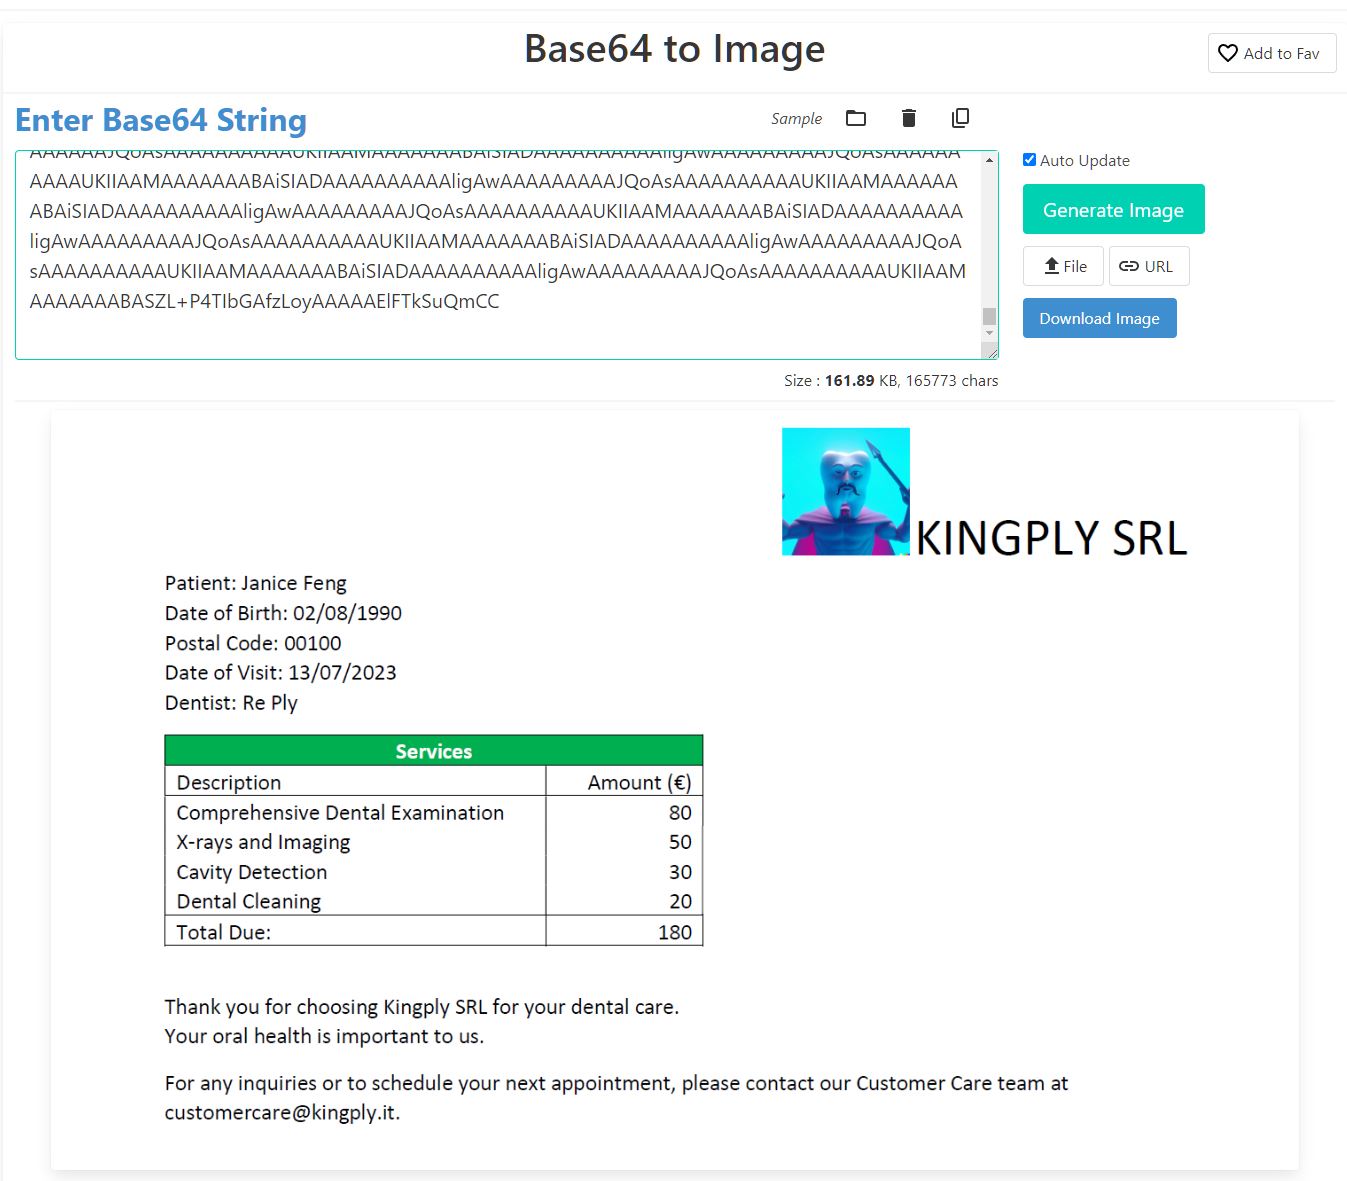 Base64 to Image
Add to Fav
Enter Base64 String
Sample
Auto Update
Generate Image
File
URL
Download Image
AAAAAAABASZL+P4TIbGAfzLoyAAAAAElFTkSuQmCC
Size : 161.89 KB, 165773 chars
KINGPLY SRL
Patient: Janice Feng
Date of Birth: 02/08/1990
Postal Code: 00100
Date of Visit: 13/07/2023
Dentist: Re Ply
Services
Description Amount (€)
Comprehensive Dental Examination 80
X-rays and Imaging 50
Cavity Detection 30
Dental Cleaning 20
Total Due: 180
Thank you for choosing Kingply SRL for your dental care.
Your oral health is important to us.
For any inquiries or to schedule your next appointment, please contact our Customer Care team at
customercare@kingply.it.